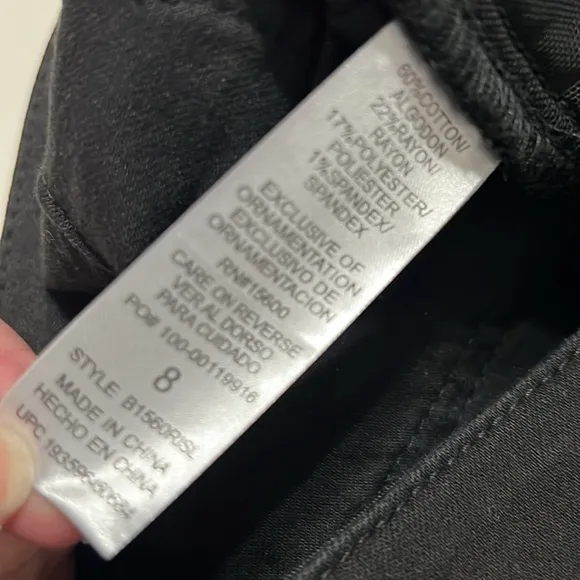 60%COTTON/
ALGODON
22%RAYON/
RAYON
17%POLYESTER/
POLIESTER
1%SPANDEX/
SPANDEX
EXCLUSIVE OF
ORNAMENTATION
EXCLUSIVO DE
ORNAMENTACION
RN#15600
CARE ON REVERSE
VER AL DORSO
PARA CUIDADO
PO# 100-00119916
8
STYLE: B1560RJSL
MADE IN CHINA
HECHO EN CHINA
UPC